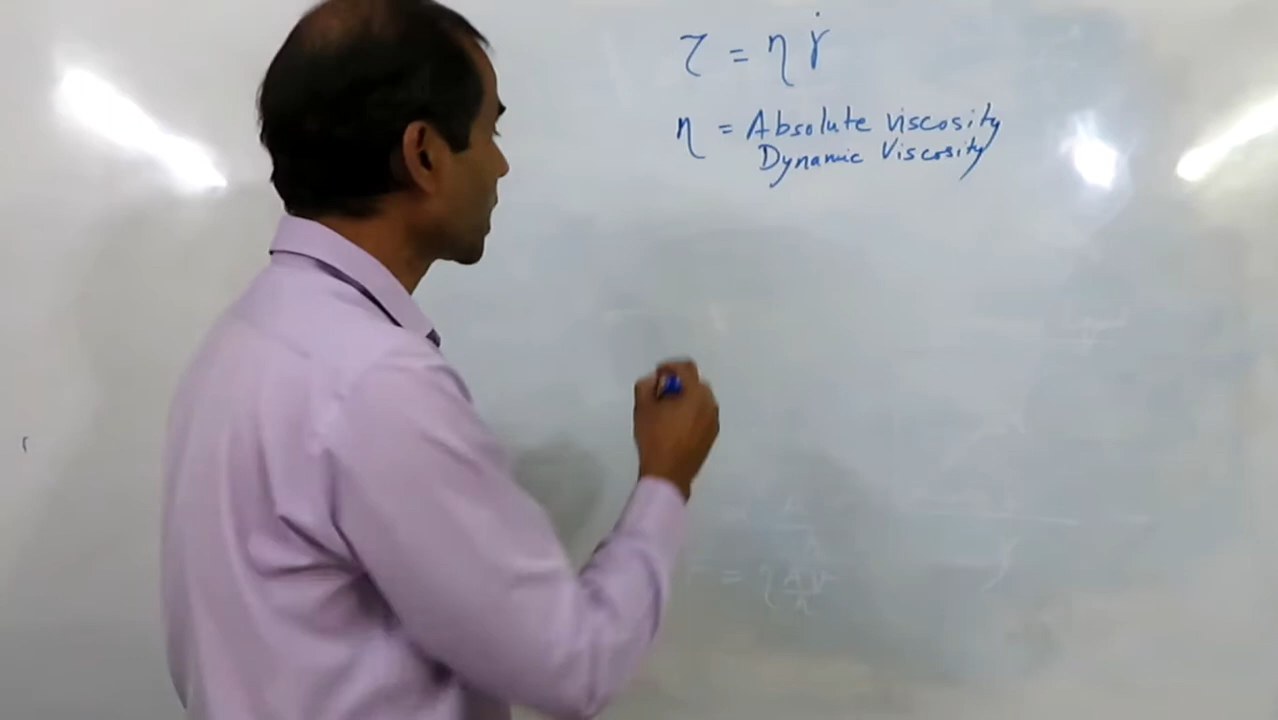 τ = η γ̇
η = Absolute viscosity
Dynamic Viscosity